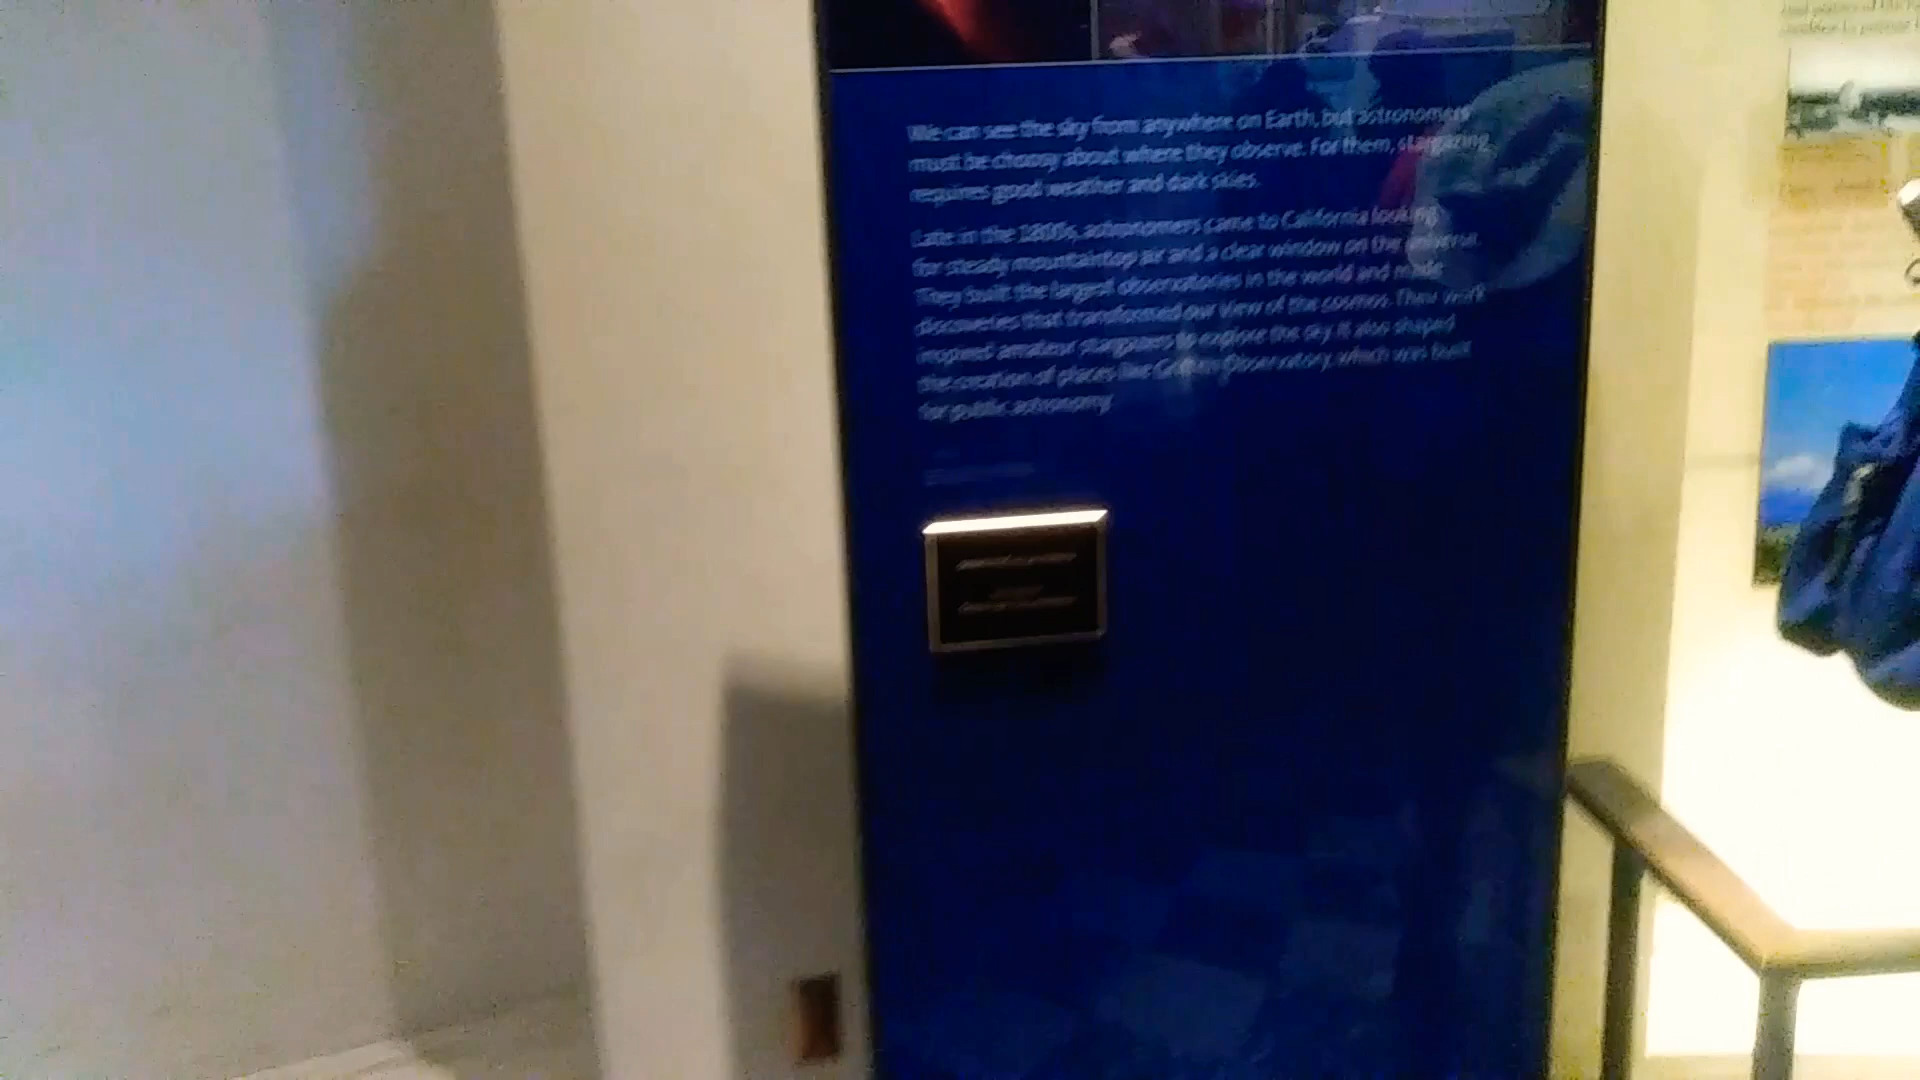 We can see the sky from anywhere on Earth, but astronomers
must be choosy about where they observe. For them, stargazing
requires good weather and dark skies.
Late in the 1800s, astronomers came to California looking
for steady mountaintop air and a clear window on the universe.
They built the largest observatories in the world and made
discoveries that transformed our view of the cosmos. Their work
inspired amateur stargazers to explore the sky. It also shaped
the creation of places like Griffith Observatory, which was built
for public astronomy.